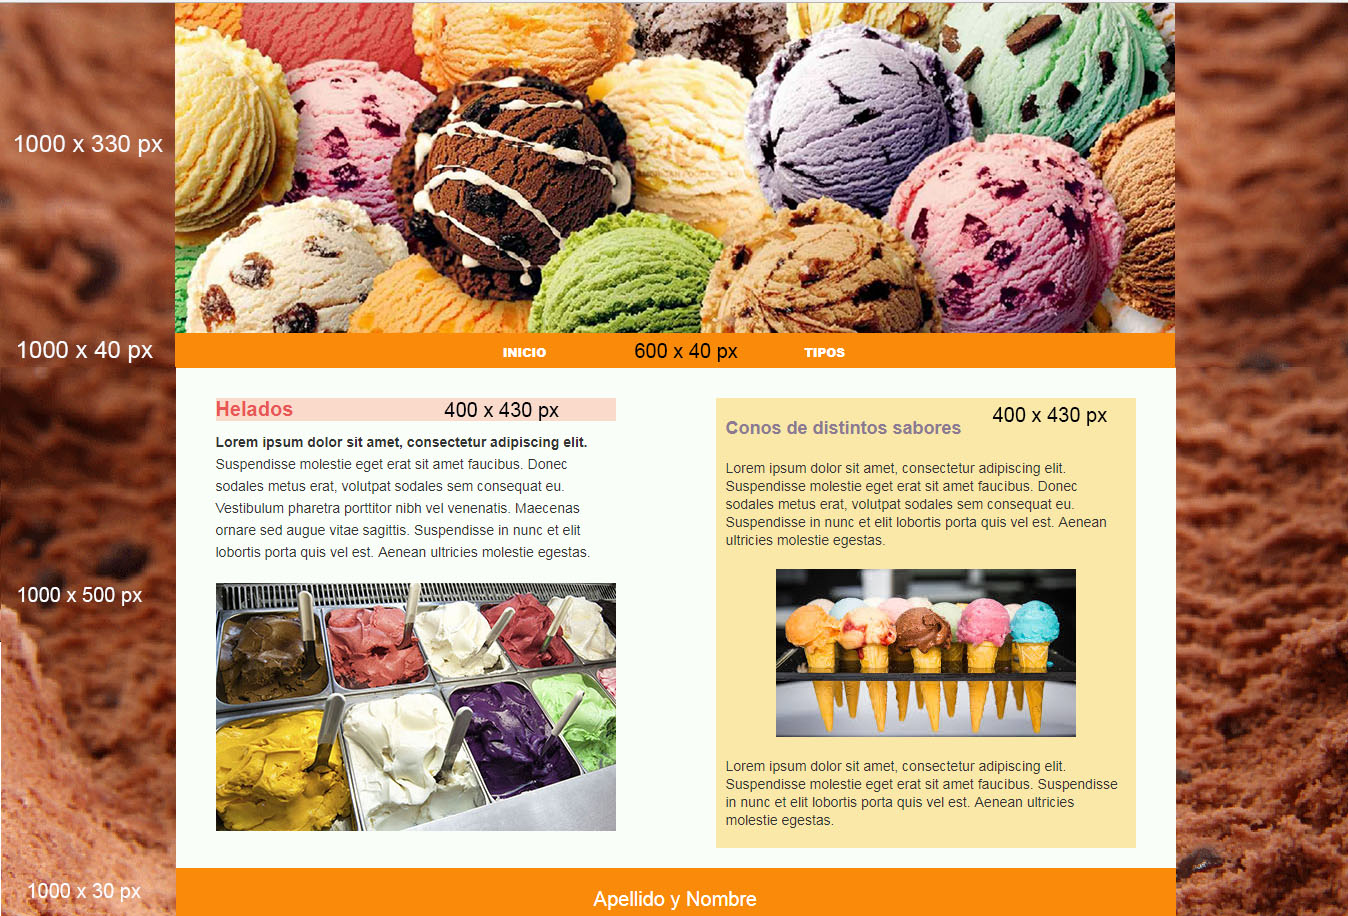 1000 x 330 px
1000 x 40 px
INICIO
600 x 40 px
TIPOS
Helados
400 x 430 px
Lorem ipsum dolor sit amet, consectetur adipiscing elit.
Suspendisse molestie eget erat sit amet faucibus. Donec
sodales metus erat, volutpat sodales sem consequat eu.
Vestibulum pharetra porttitor nibh vel venenatis. Maecenas
ornare sed augue vitae sagittis. Suspendisse in nunc et elit
lobortis porta quis vel est. Aenean ultricies molestie egestas.
1000 x 500 px
400 x 430 px
Conos de distintos sabores
Lorem ipsum dolor sit amet, consectetur adipiscing elit.
Suspendisse molestie eget erat sit amet faucibus. Donec
sodales metus erat, volutpat sodales sem consequat eu.
Suspendisse in nunc et elit lobortis porta quis vel est. Aenean
ultricies molestie egestas.
Lorem ipsum dolor sit amet, consectetur adipiscing elit.
Suspendisse molestie eget erat sit amet faucibus. Suspendisse
in nunc et elit lobortis porta quis vel est. Aenean ultricies
molestie egestas.
1000 x 30 px
Apellido y Nombre